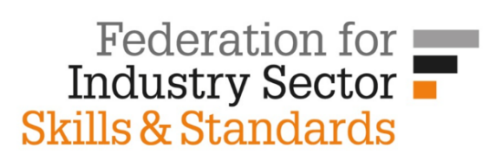 Federation for
Industry Sector
Skills & Standards